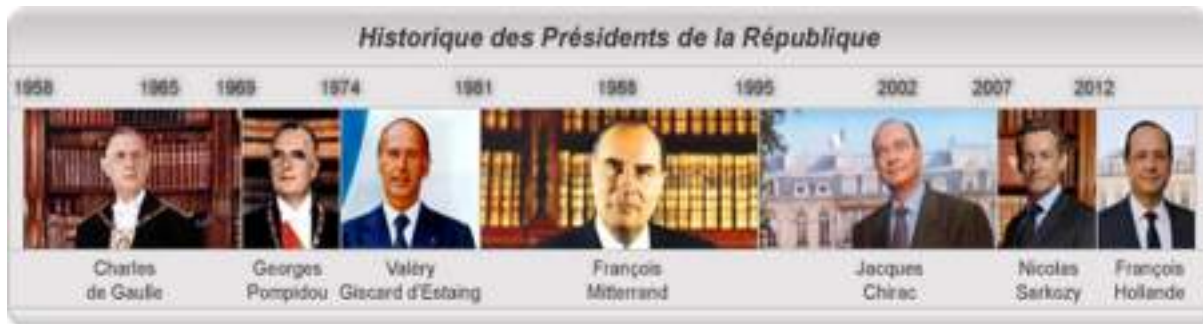 Historique des Présidents de la République
1958 1965 1969 1974 1981 1988 1995 2002 2007 2012
Charles
de Gaulle
Georges
Pompidou
Valéry
Giscard d'Estaing
François
Mitterrand
Jacques
Chirac
Nicolas
Sarkozy
François
Hollande